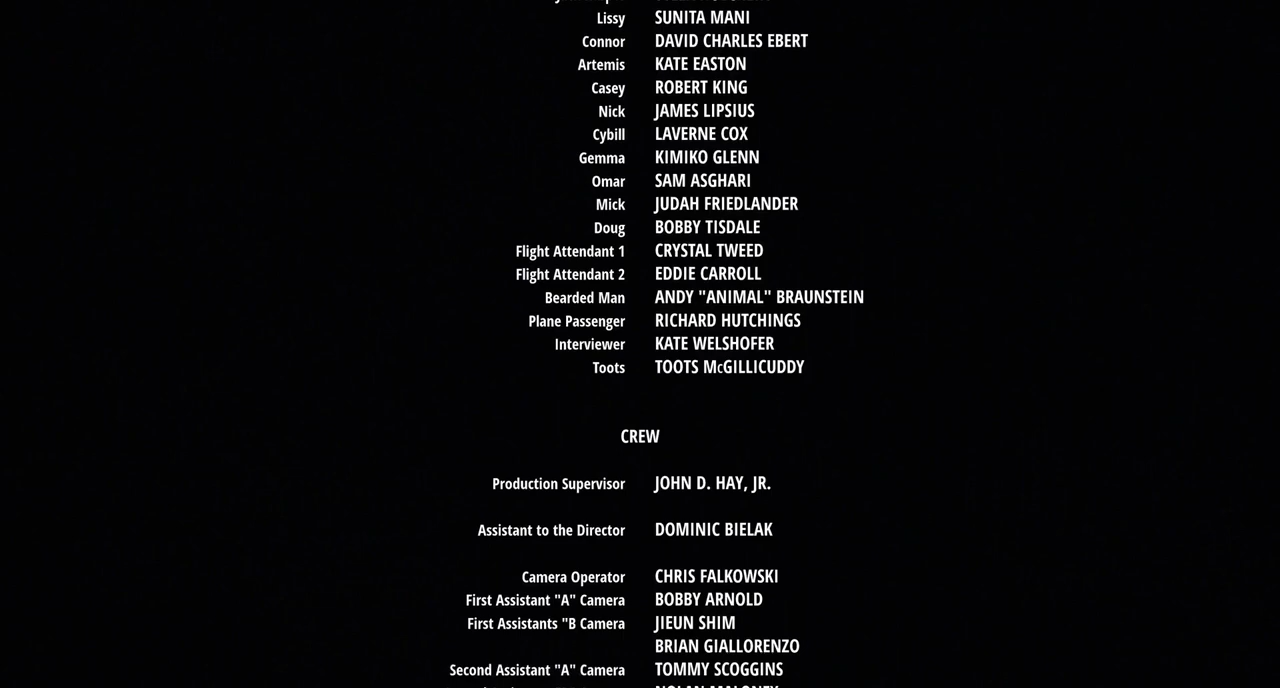 Lissy SUNITA MANI
Connor DAVID CHARLES EBERT
Artemis KATE EASTON
Casey ROBERT KING
Nick JAMES LIPSIUS
Cybill LAVERNE COX
Gemma KIMIKO GLENN
Omar SAM ASGHARI
Mick JUDAH FRIEDLANDER
Doug BOBBY TISDALE
Flight Attendant 1 CRYSTAL TWEED
Flight Attendant 2 EDDIE CARROLL
Bearded Man ANDY "ANIMAL" BRAUNSTEIN
Plane Passenger RICHARD HUTCHINGS
Interviewer KATE WELSHOFER
Toots TOOTS McGILLICUDDY
CREW
Production Supervisor JOHN D. HAY, JR.
Assistant to the Director DOMINIC BIELAK
Camera Operator CHRIS FALKOWSKI
First Assistant "A" Camera BOBBY ARNOLD
First Assistants "B Camera JIEUN SHIM
BRIAN GIALLORENZO
Second Assistant "A" Camera TOMMY SCOGGINS